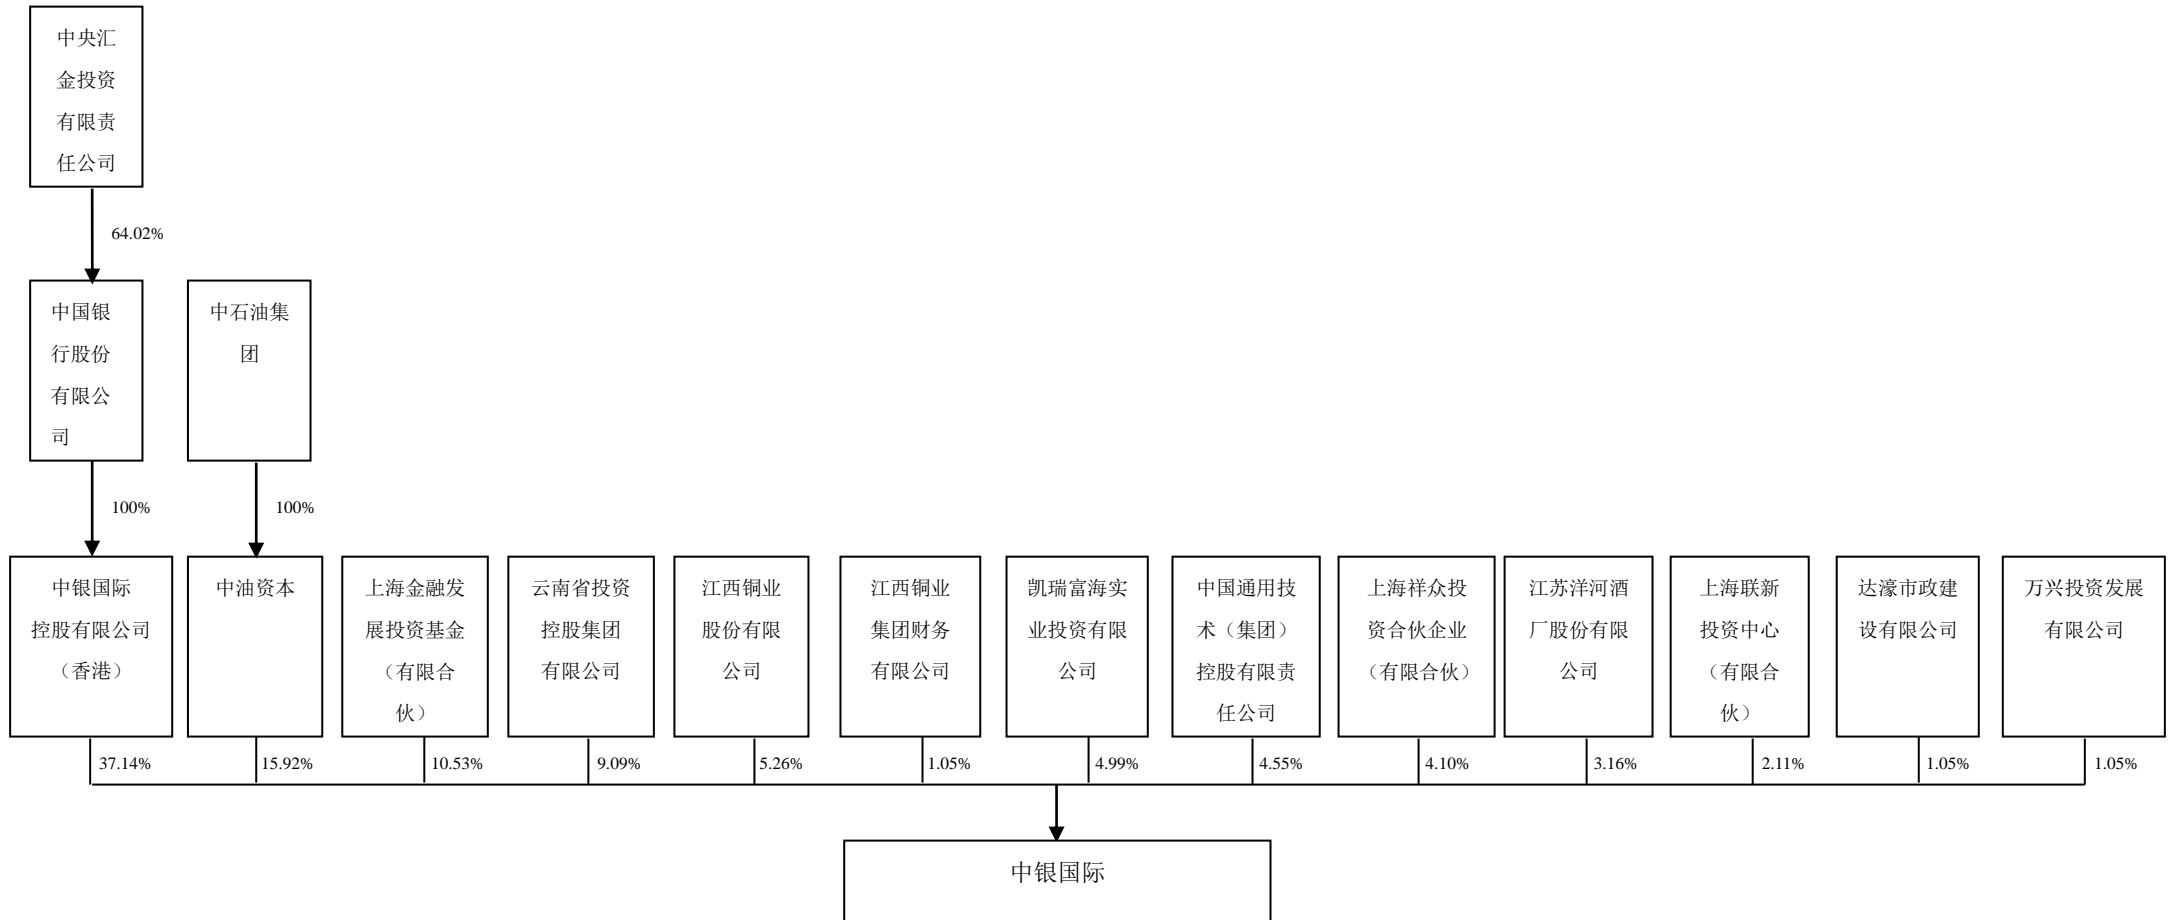 中央汇
金投资
有限责
任公司
64.02%
中国银
行股份
有限公
司
中石油集
团
100%
100%
中银国际
控股有限公司
（香港）
中油资本
上海金融发
展投资基金
（有限合
伙）
云南省投资
控股集团
有限公司
江西铜业
股份有限
公司
江西铜业
集团财务
有限公司
凯瑞富海实
业投资有限
公司
中国通用技
术（集团）
控股有限责
任公司
上海祥众投
资合伙企业
（有限合伙）
江苏洋河酒
厂股份有限
公司
上海联新
投资中心
（有限合
伙）
达濠市政建
设有限公司
万兴投资发展
有限公司
37.14%
15.92%
10.53%
9.09%
5.26%
1.05%
4.99%
4.55%
4.10%
3.16%
2.11%
1.05%
1.05%
中银国际